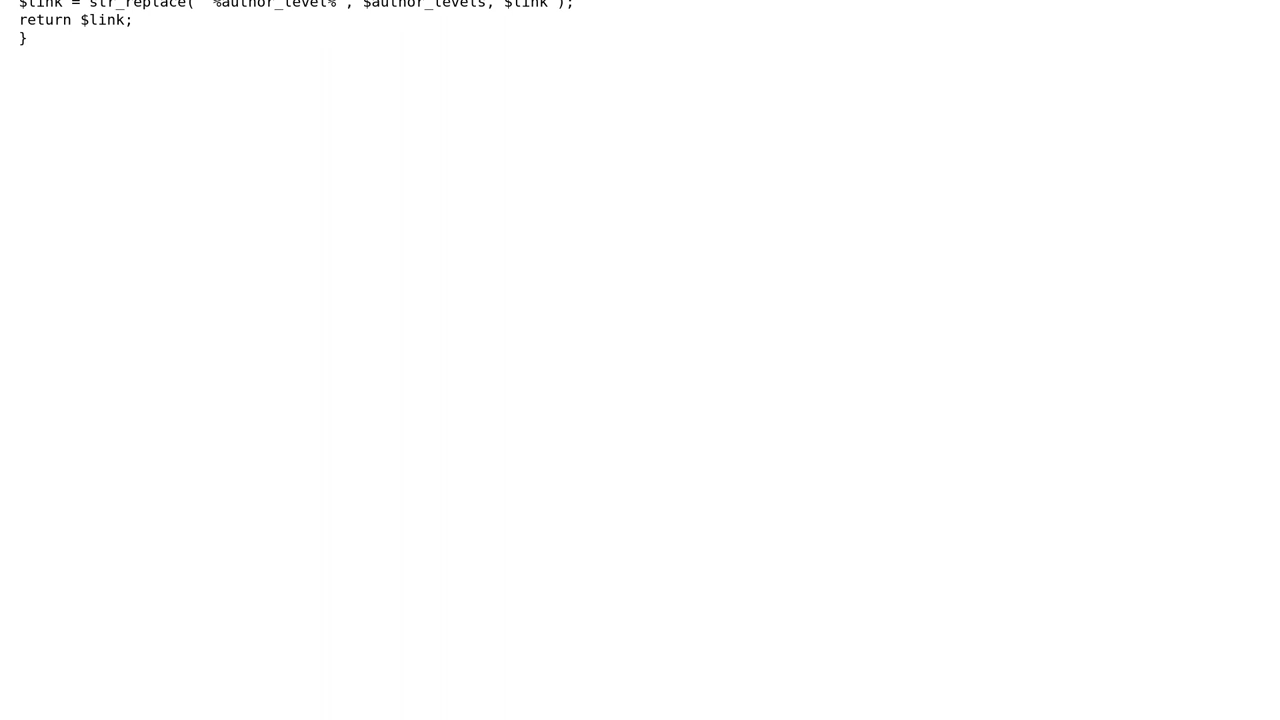 $link = str_replace( '%author_level%', $author_levels, $link );
return $link;
}